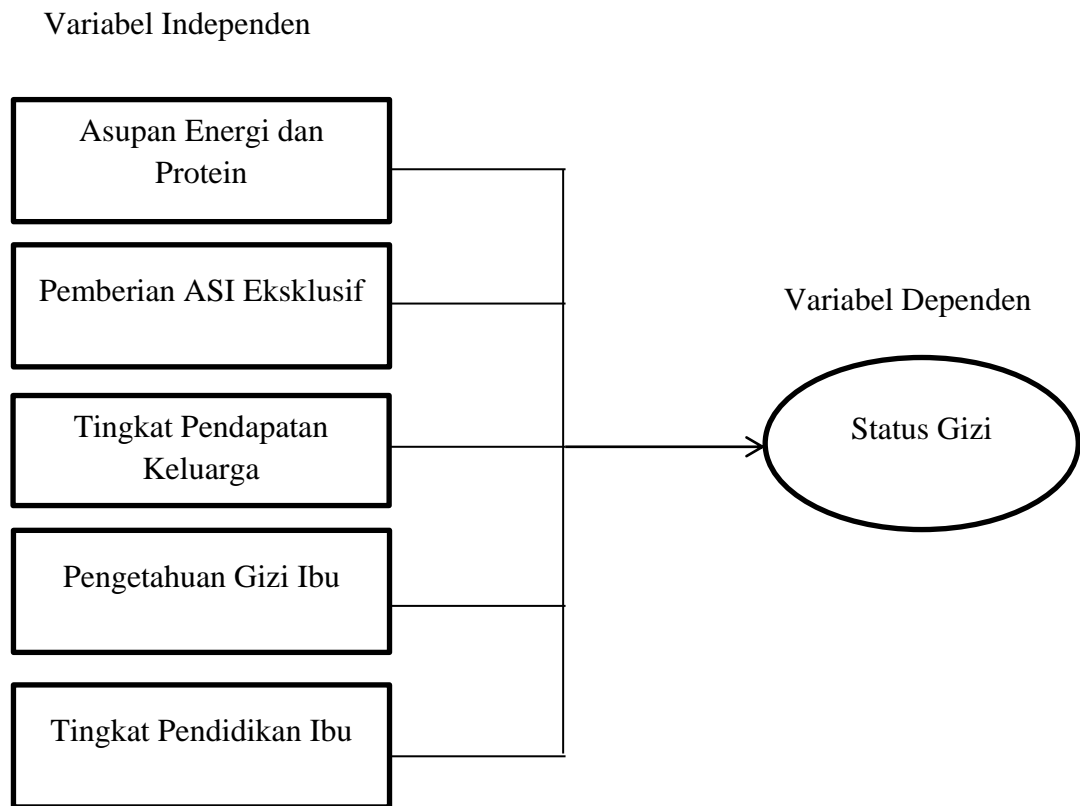 Variabel Independen
Asupan Energi dan
Protein
Pemberian ASI Eksklusif
Tingkat Pendapatan
Keluarga
Pengetahuan Gizi Ibu
Tingkat Pendidikan Ibu
Variabel Dependen
Status Gizi